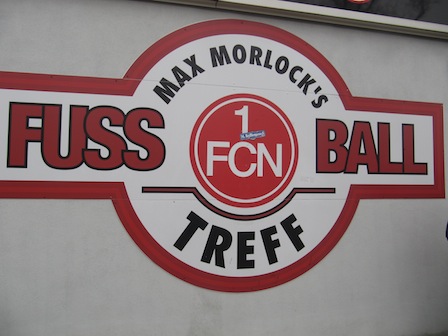 MAX MORLOCK'S
FUSS
BALL
1
FCN
TREFF